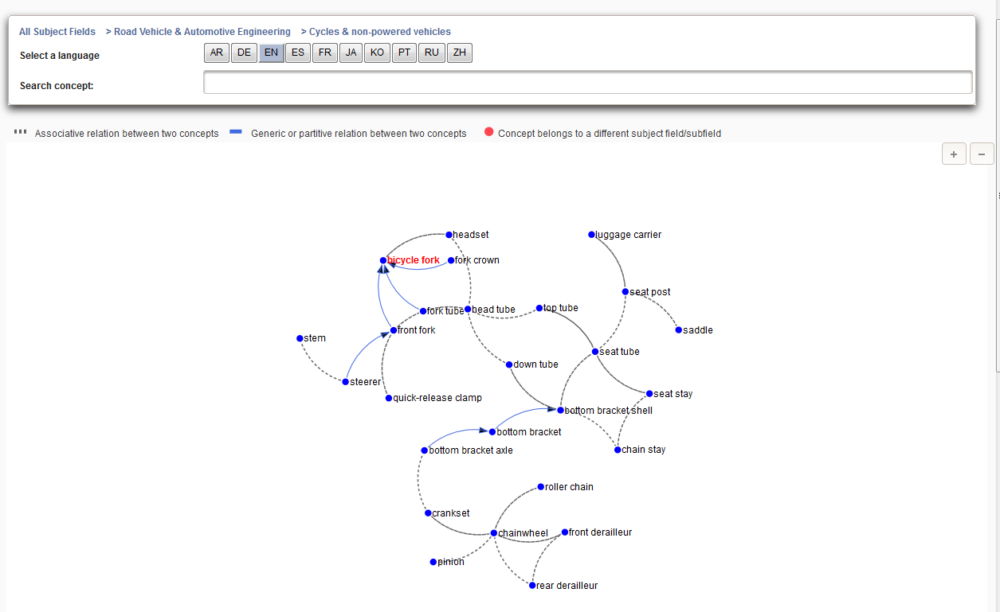 All Subject Fields > Road Vehicle & Automotive Engineering > Cycles & non-powered vehicles
Select a language AR DE EN ES FR JA KO PT RU ZH
Search concept:
Associative relation between two concepts Generic or partitive relation between two concepts Concept belongs to a different subject field/subfield
+ −
headset luggage carrier
bicycle fork fork crown
seat post
fork tube head tube top tube
front fork saddle
stem
seat tube
down tube
steerer
seat stay
quick-release clamp
bottom bracket shell
bottom bracket
bottom bracket axle chain stay
roller chain
crankset
chainwheel front derailleur
pinion
rear derailleur